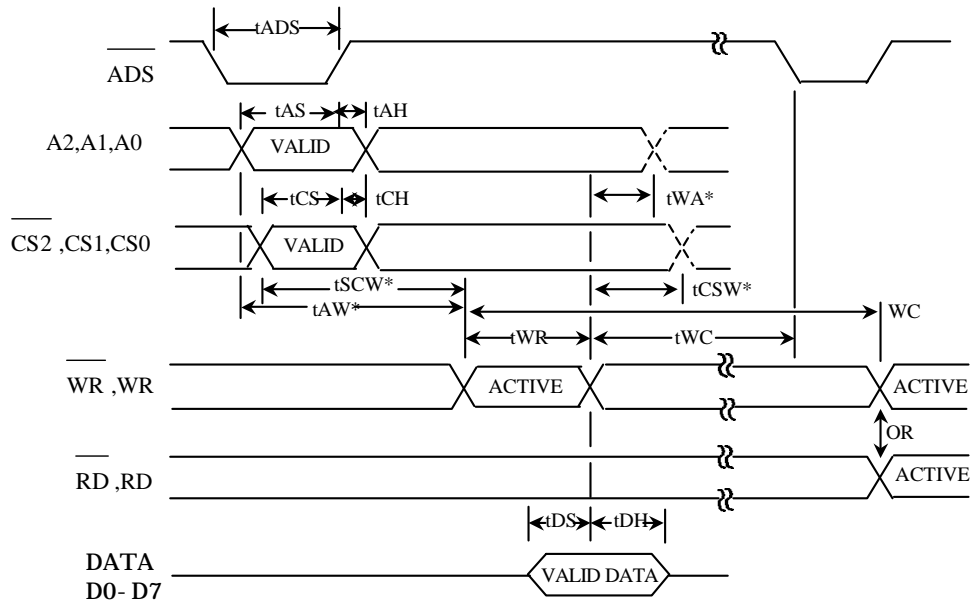 tADS
ADS
tAS tAH
A2,A1,A0 VALID
tCS tCH tWA*
CS2 ,CS1,CS0 VALID
tSCW* tCSW*
tAW* WC
tWR tWC
WR ,WR ACTIVE ACTIVE
OR
RD ,RD ACTIVE
tDS tDH
DATA
D0- D7 VALID DATA